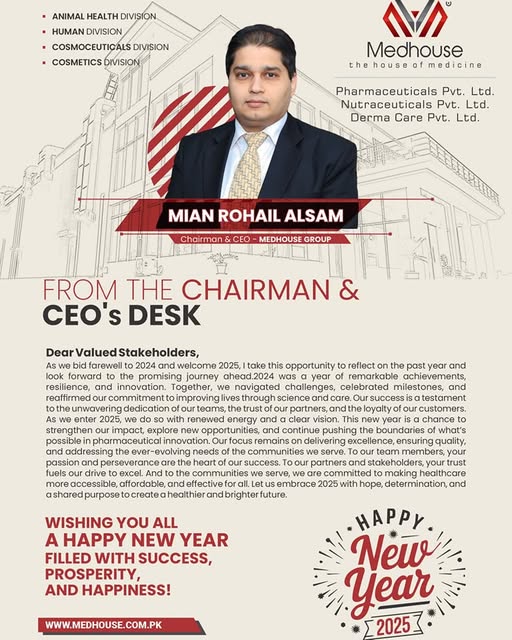 ANIMAL HEALTH DIVISION
HUMAN DIVISION
COSMOCEUTICALS DIVISION
COSMETICS DIVISION
Medhouse
the house of medicine
Pharmaceuticals Pvt. Ltd.
Nutraceuticals Pvt. Ltd.
Derma Care Pvt. Ltd.
MIAN ROHAIL ALSAM
Chairman & CEO - MEDHOUSE GROUP
FROM THE CHAIRMAN &
CEO's DESK
Dear Valued Stakeholders,
As we bid farewell to 2024 and welcome 2025, I take this opportunity to reflect on the past year and
look forward to the promising journey ahead.2024 was a year of remarkable achievements,
resilience, and innovation. Together, we navigated challenges, celebrated milestones, and
reaffirmed our commitment to improving lives through science and care. Our success is a testament
to the unwavering dedication of our teams, the trust of our partners, and the loyalty of our customers.
As we enter 2025, we do so with renewed energy and a clear vision. This new year is a chance to
strengthen our impact, explore new opportunities, and continue pushing the boundaries of what's
possible in pharmaceutical innovation. Our focus remains on delivering excellence, ensuring quality,
and addressing the ever-evolving needs of the communities we serve. To our team members, your
passion and perseverance are the heart of our success. To our partners and stakeholders, your trust
fuels our drive to excel. And to the communities we serve, we are committed to making healthcare
more accessible, affordable, and effective for all. Let us embrace 2025 with hope, determination, and
a shared purpose to create a healthier and brighter future.
WISHING YOU ALL
A HAPPY NEW YEAR
FILLED WITH SUCCESS,
PROSPERITY,
AND HAPPINESS!
HAPPY
New
Year
2025
WWW.MEDHOUSE.COM.PK